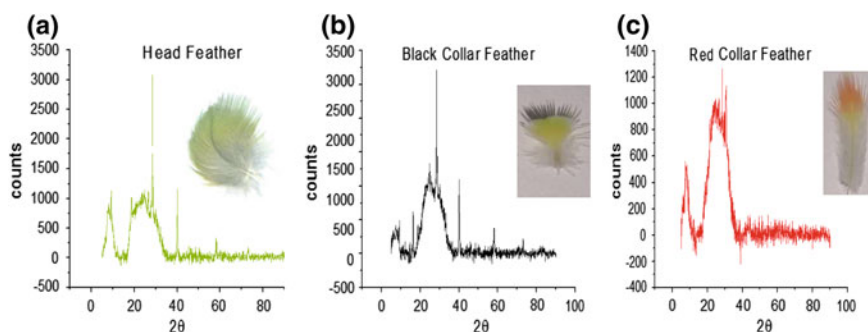 (a)
Head Feather
3500
3000
2500
2000
1500
1000
500
0
-500
counts
0 20 40 60 80
2θ
(b)
Black Collar Feather
3500
3000
2500
2000
1500
1000
500
0
-500
counts
0 20 40 60 80 100
2θ
(c)
Red Collar Feather
1400
1200
1000
800
600
400
200
0
-200
-400
counts
0 20 40 60 80 100
2θ